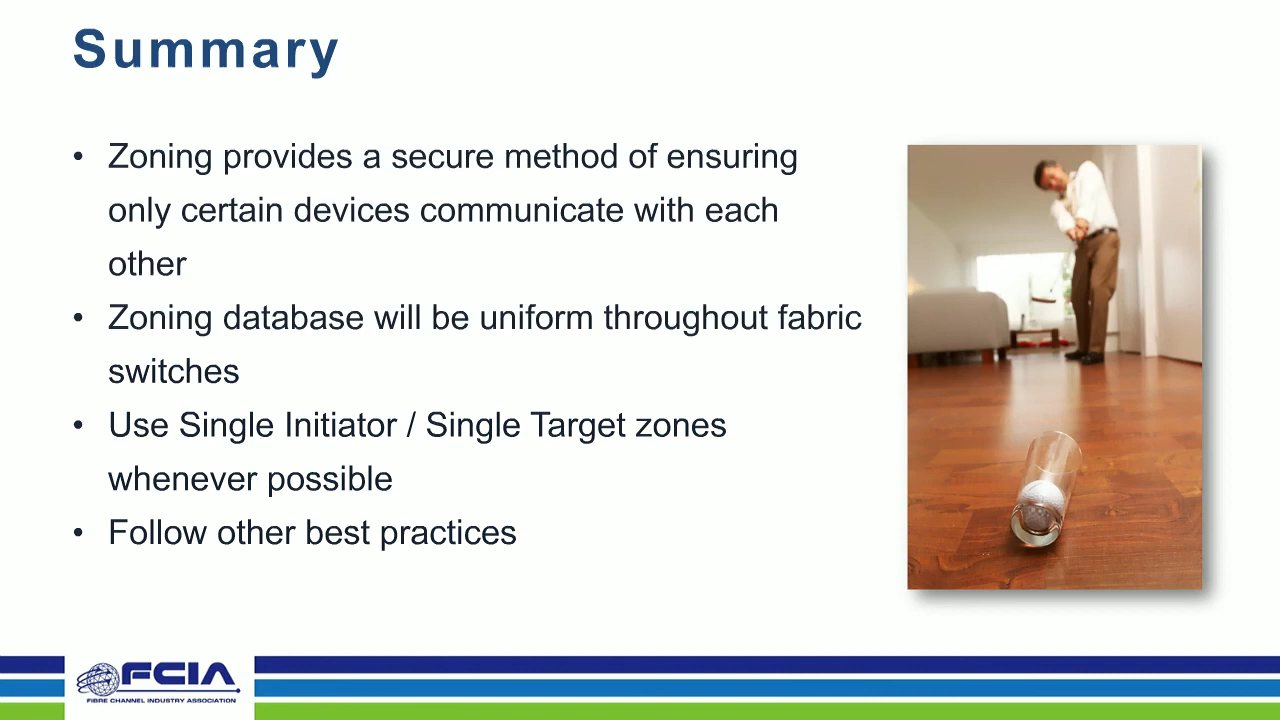 Summary
• Zoning provides a secure method of ensuring
only certain devices communicate with each
other
• Zoning database will be uniform throughout fabric
switches
• Use Single Initiator / Single Target zones
whenever possible
• Follow other best practices
FCIA
FIBRE CHANNEL INDUSTRY ASSOCIATION